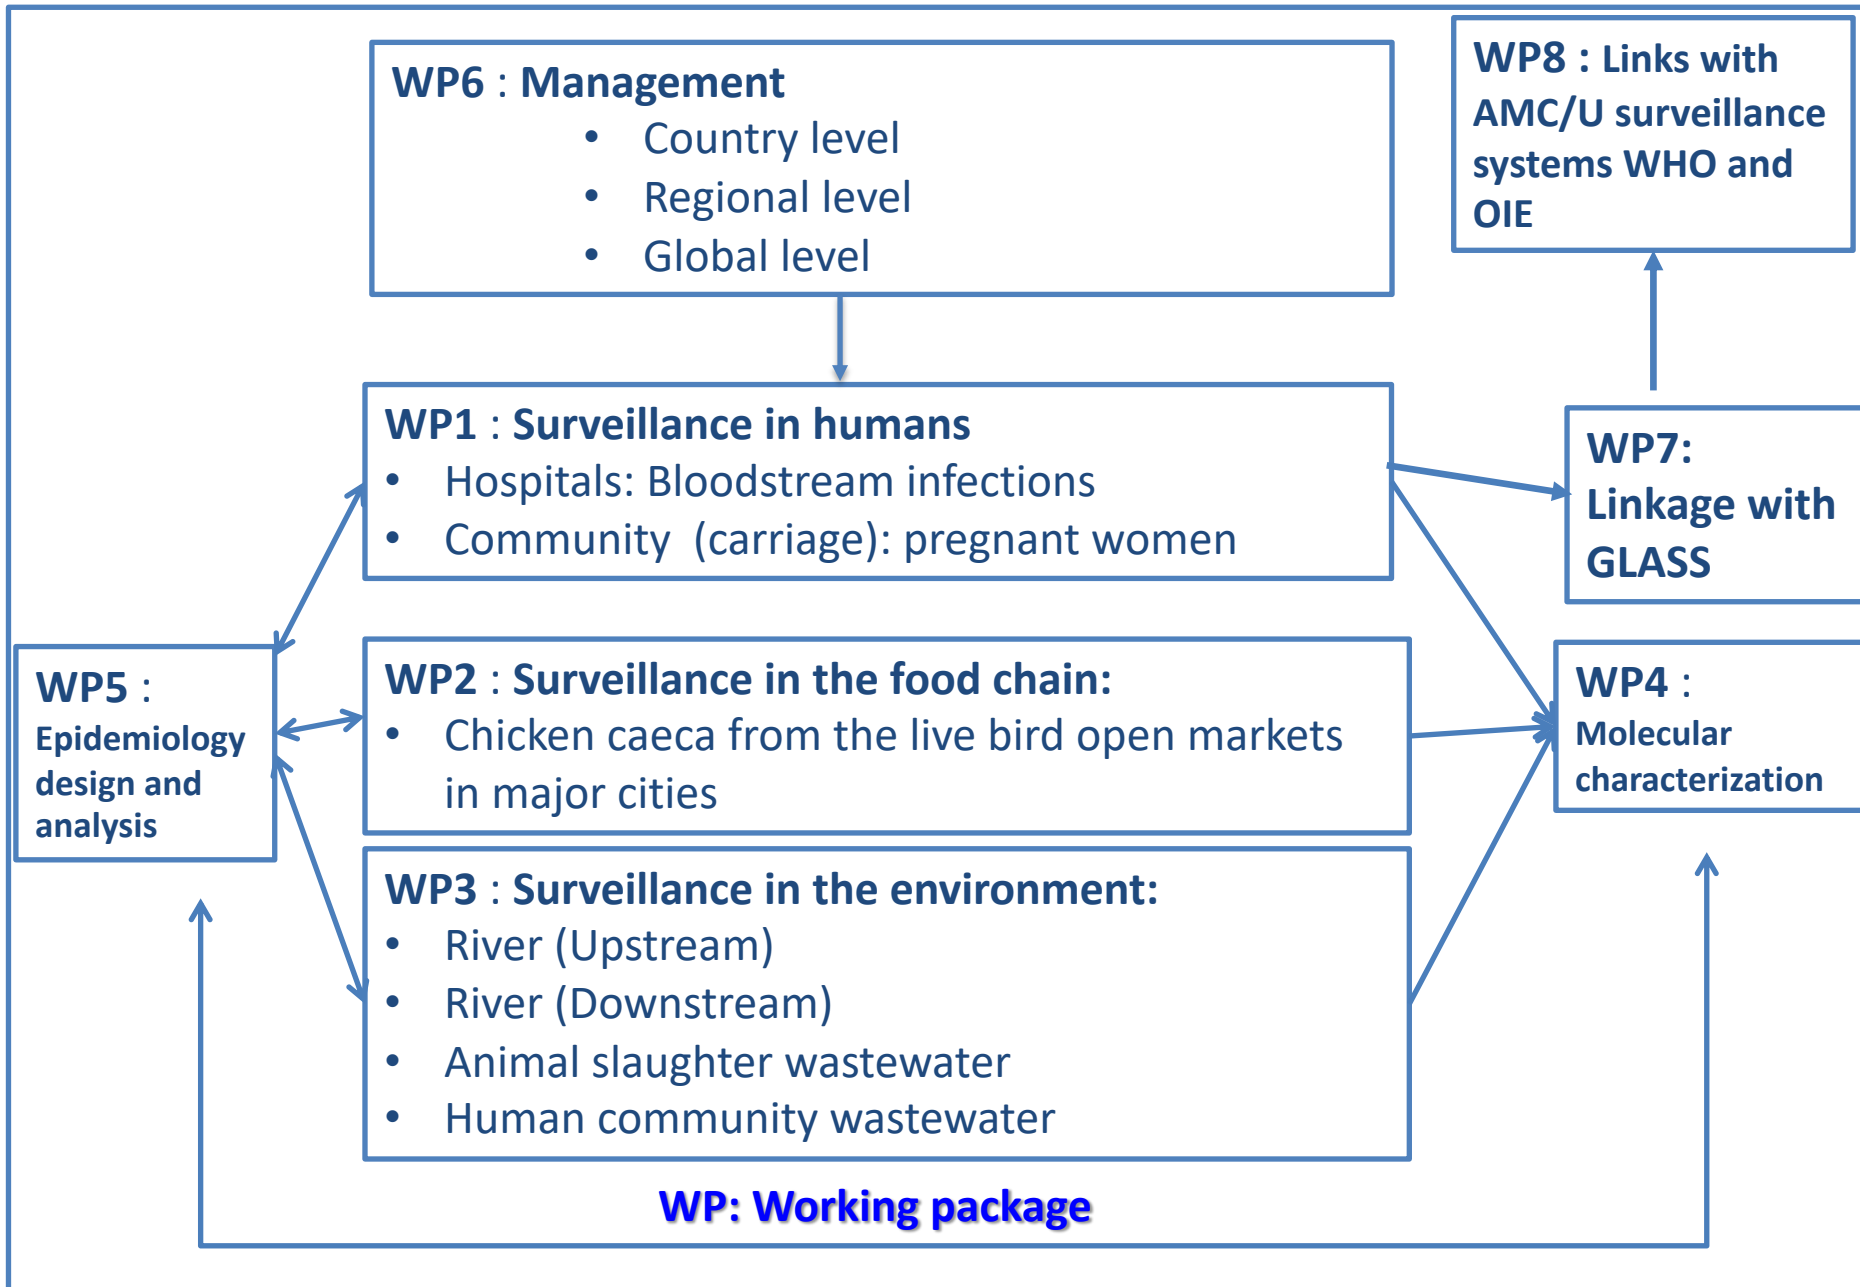 WP6 : Management
• Country level
• Regional level
• Global level
WP8 : Links with
AMC/U surveillance
systems WHO and
OIE
WP1 : Surveillance in humans
• Hospitals: Bloodstream infections
• Community (carriage): pregnant women
WP7:
Linkage with
GLASS
WP5 :
Epidemiology
design and
analysis
WP2 : Surveillance in the food chain:
• Chicken caeca from the live bird open markets
in major cities
WP4 :
Molecular
characterization
WP3 : Surveillance in the environment:
• River (Upstream)
• River (Downstream)
• Animal slaughter wastewater
• Human community wastewater
WP: Working package